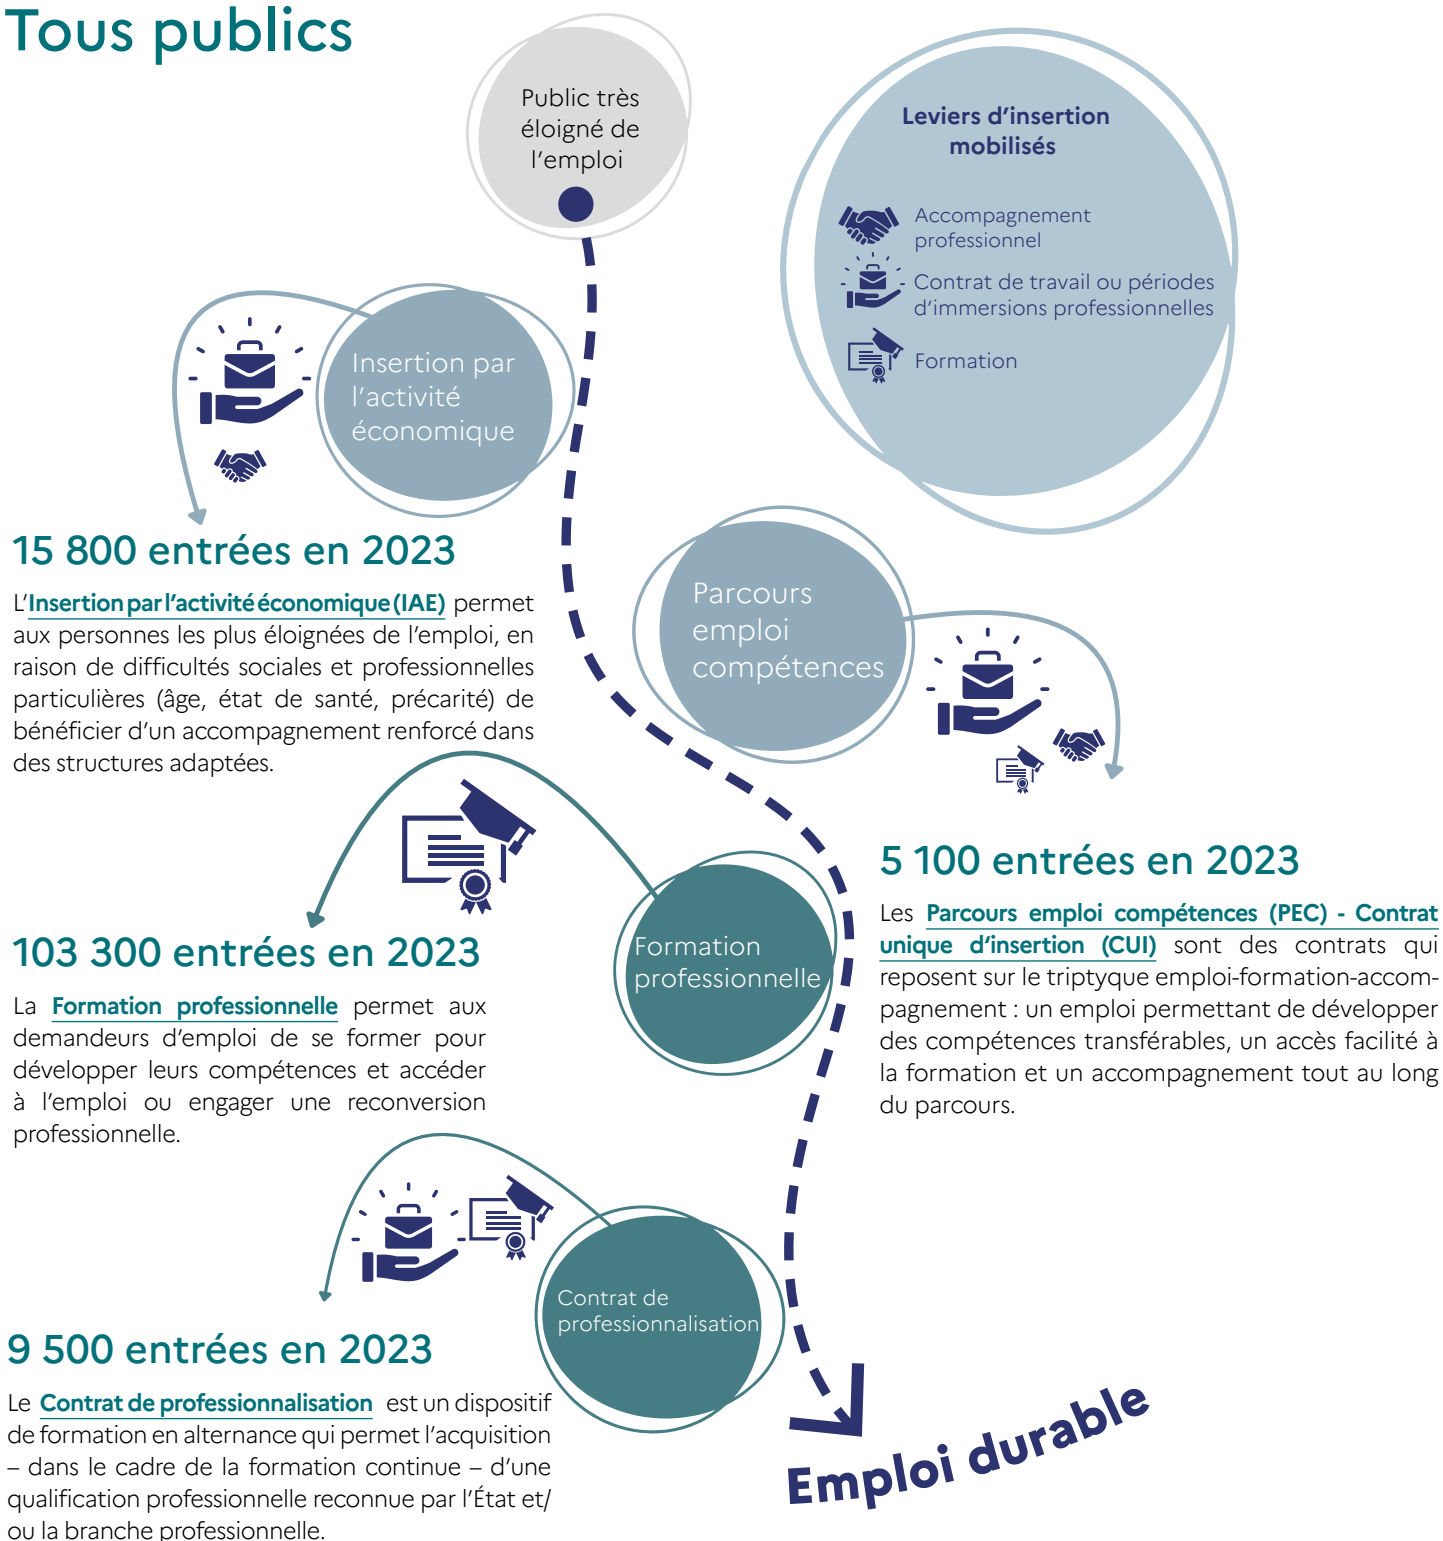 Tous publics
Public très
éloigné de
l'emploi
Leviers d'insertion
mobilisés
Accompagnement
professionnel
Contrat de travail ou périodes
d'immersions professionnelles
Formation
Insertion par
l'activité
économique
15 800 entrées en 2023
L'Insertion par l'activité économique (IAE) permet
aux personnes les plus éloignées de l'emploi, en
raison de difficultés sociales et professionnelles
particulières (âge, état de santé, précarité) de
bénéficier d'un accompagnement renforcé dans
des structures adaptées.
Parcours
emploi
compétences
5 100 entrées en 2023
Les Parcours emploi compétences (PEC) - Contrat
unique d'insertion (CUI) sont des contrats qui
reposent sur le triptyque emploi-formation-accom-
pagnement : un emploi permettant de développer
des compétences transférables, un accès facilité à
la formation et un accompagnement tout au long
du parcours.
Formation
professionnelle
103 300 entrées en 2023
La Formation professionnelle permet aux
demandeurs d'emploi de se former pour
développer leurs compétences et accéder
à l'emploi ou engager une reconversion
professionnelle.
Contrat de
professionnalisation
9 500 entrées en 2023
Le Contrat de professionnalisation est un dispositif
de formation en alternance qui permet l'acquisition
– dans le cadre de la formation continue – d'une
qualification professionnelle reconnue par l'État et/
ou la branche professionnelle.
Emploi durable